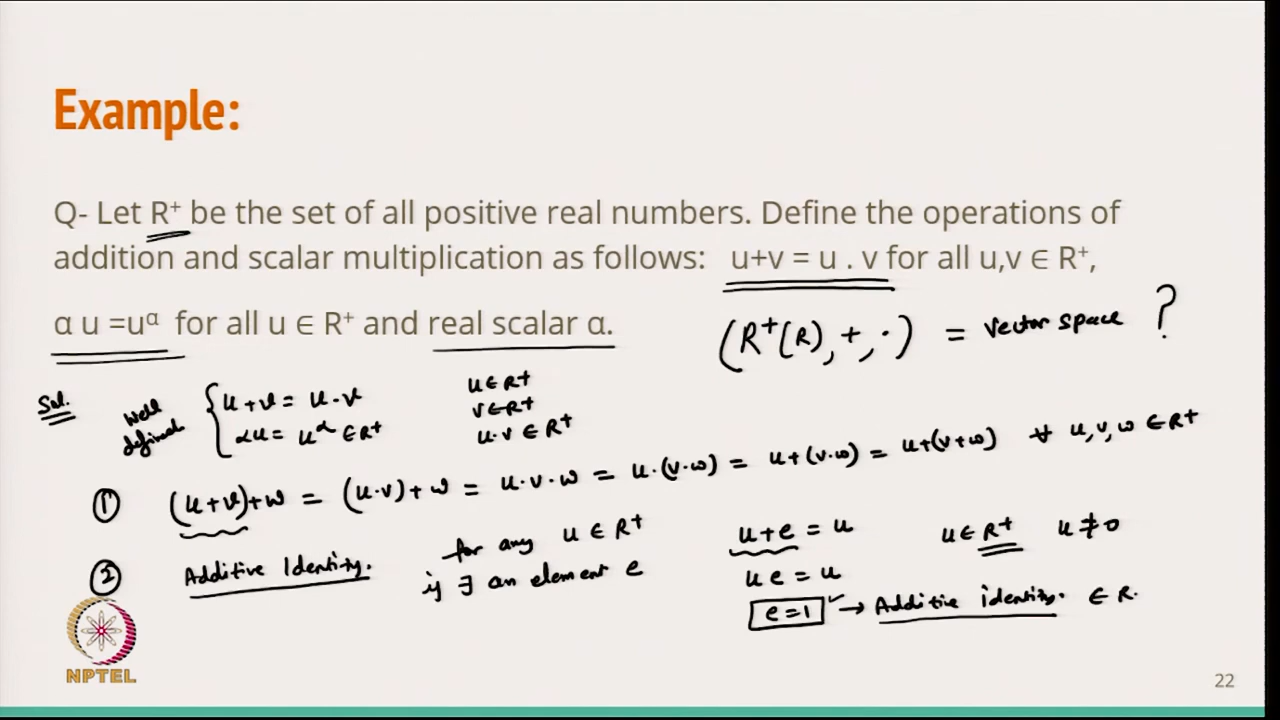 Example:
Q- Let R⁺ be the set of all positive real numbers. Define the operations of
addition and scalar multiplication as follows: u+v = u . v for all u,v ∈ R⁺,
α u =uᵅ for all u ∈ R⁺ and real scalar α.
(R⁺(R), +, ·) = vector space ?
Sol. well defined { u+v = u·v
αu = uᵅ ∈ R⁺
u ∈ R⁺
v ∈ R⁺
u·v ∈ R⁺
① (u+v)+w = (u·v)+w = u·v·w = u·(v·w) = u+(v·w) = u+(v+w) ∀ u,v,w ∈ R⁺
② Additive Identity. for any u ∈ R⁺
if ∃ an element e
u+e = u
ue = u
e=1 → Additive identity. ∈ R.
u ∈ R⁺ u ≠ 0
NPTEL
22